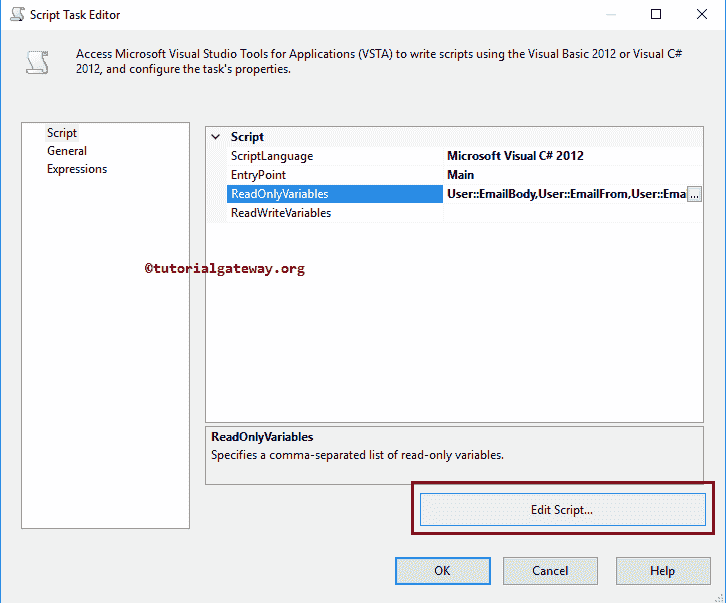 Script Task Editor
Access Microsoft Visual Studio Tools for Applications (VSTA) to write scripts using the Visual Basic 2012 or Visual C#
2012, and configure the task's properties.
Script
General
Expressions
Script
ScriptLanguage Microsoft Visual C# 2012
EntryPoint Main
ReadOnlyVariables User::EmailBody,User::EmailFrom,User::Ema ...
ReadWriteVariables
©tutorialgateway.org
ReadOnlyVariables
Specifies a comma-separated list of read-only variables.
Edit Script...
OK Cancel Help